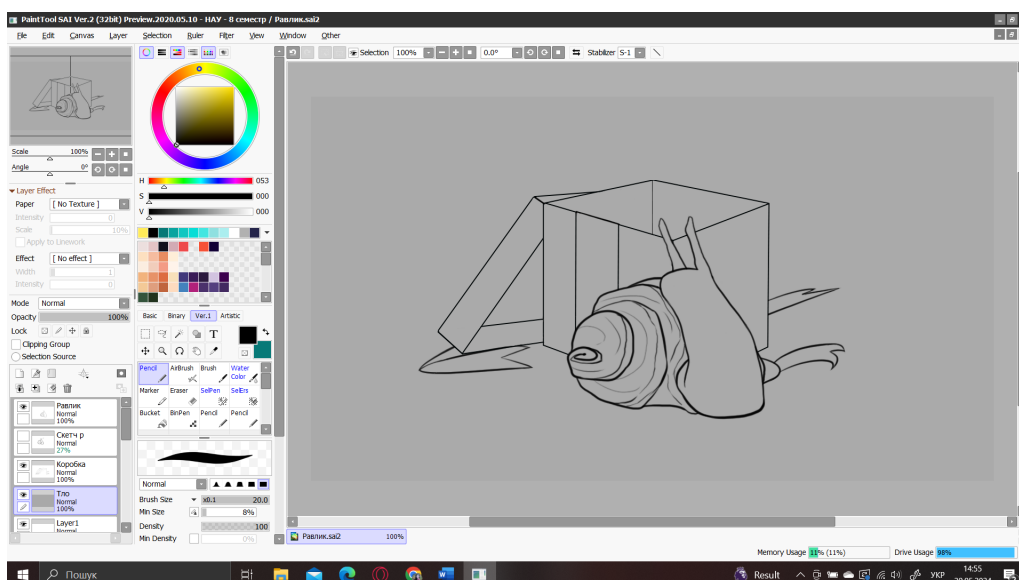 PaintTool SAI Ver.2 (32bit) Preview.2020.05.10 - НАУ - 8 семестр / Равлик.sai2
File Edit Canvas Layer Selection Ruler Filter View Window Other
Selection 100% 0.0° Stabilizer S-1
Scale 100%
Angle 0°
H 053
S 000
V 000
Layer Effect
Paper [ No Texture ]
Intensity 0
Scale 10%
Apply to Linework
Effect [ No effect ]
Width 1
Intensity 0
Mode Normal
Opacity 100%
Lock
Clipping Group
Selection Source
Равлик
Normal
100%
Скетч р
Normal
27%
Коробка
Normal
100%
Тло
Normal
100%
Layer1
Normal
Basic Binary Ver.1 Artistic
T
Pencil AirBrush Brush Water Color
Marker Eraser SelPen SelErs
Bucket BinPen Pencil Pencil
Normal
Brush Size x0.1 20.0
Min Size 8%
Density 100
Min Density 0%
Равлик.sai2 100%
Memory Usage 11% (11%) Drive Usage 98%
Пошук
Result УКР 14:55